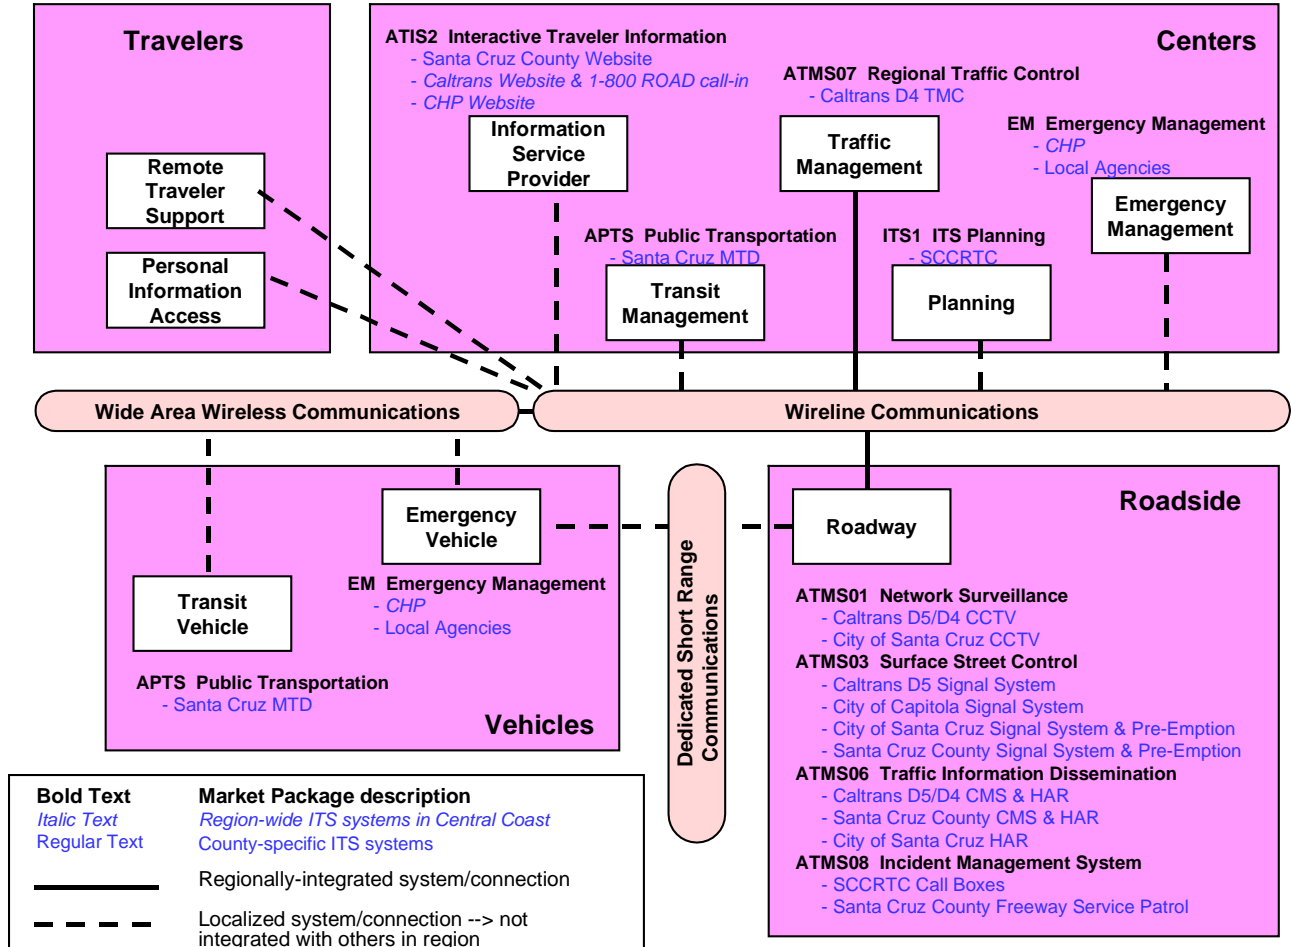 Travelers
Remote
Traveler
Support
Personal
Information
Access
Centers
ATIS2  Interactive Traveler Information
- Santa Cruz County Website
- Caltrans Website & 1-800 ROAD call-in
- CHP Website
Information
Service
Provider
ATMS07  Regional Traffic Control
- Caltrans D4 TMC
Traffic
Management
EM  Emergency Management
- CHP
- Local Agencies
Emergency
Management
APTS  Public Transportation
- Santa Cruz MTD
Transit
Management
ITS1  ITS Planning
- SCCRTC
Planning
Wide Area Wireless Communications
Wireline Communications
Emergency
Vehicle
EM  Emergency Management
- CHP
- Local Agencies
Transit
Vehicle
APTS  Public Transportation
- Santa Cruz MTD
Vehicles
Dedicated Short Range
Communications
Roadside
Roadway
ATMS01  Network Surveillance
- Caltrans D5/D4 CCTV
- City of Santa Cruz CCTV
ATMS03  Surface Street Control
- Caltrans D5 Signal System
- City of Capitola Signal System
- City of Santa Cruz Signal System & Pre-Emption
- Santa Cruz County Signal System & Pre-Emption
ATMS06  Traffic Information Dissemination
- Caltrans D5/D4 CMS & HAR
- Santa Cruz County CMS & HAR
- City of Santa Cruz HAR
ATMS08  Incident Management System
- SCCRTC Call Boxes
- Santa Cruz County Freeway Service Patrol
Bold Text  Market Package description
Italic Text  Region-wide ITS systems in Central Coast
Regular Text  County-specific ITS systems
Regionally-integrated system/connection
Localized system/connection --> not
integrated with others in region